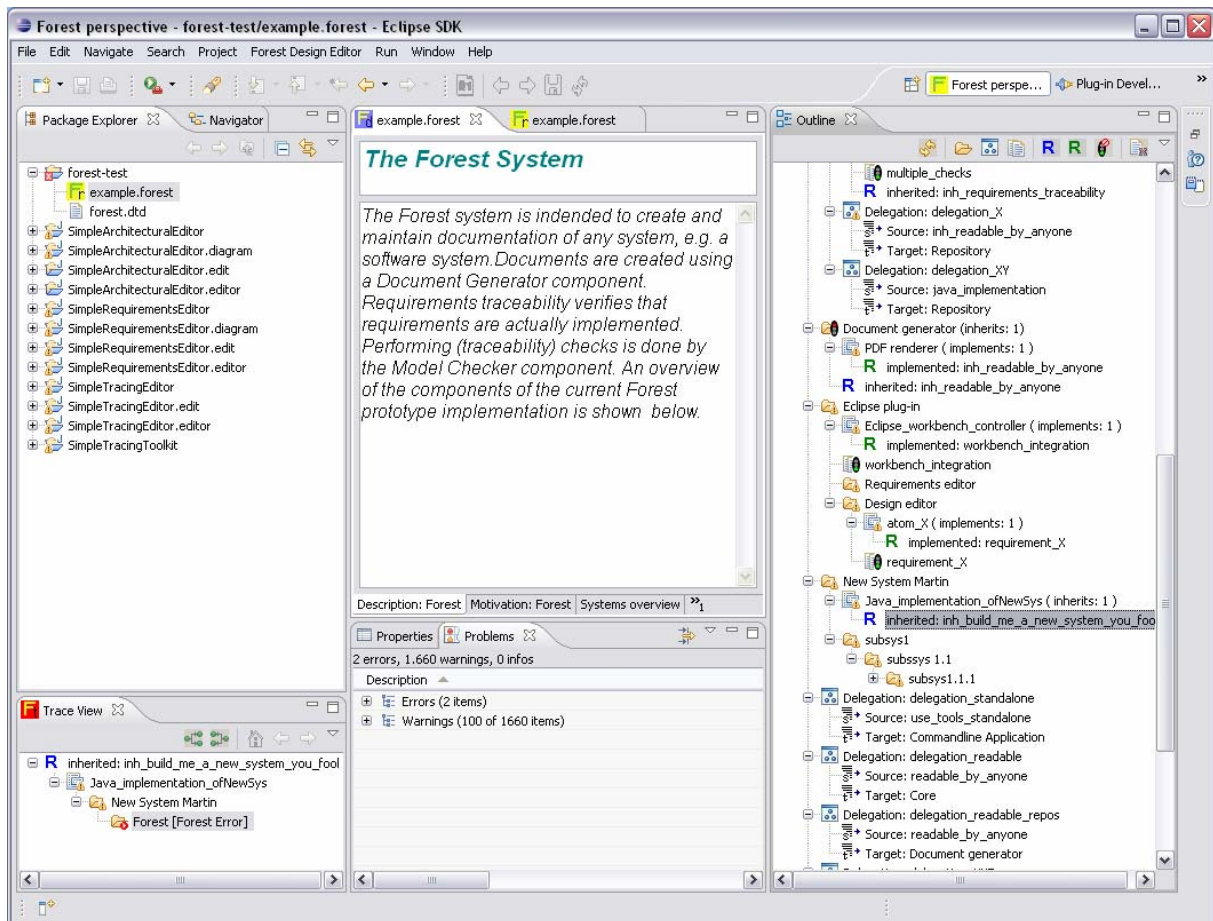 Forest perspective - forest-test/example.forest - Eclipse SDK
File Edit Navigate Search Project Forest Design Editor Run Window Help
Forest perspe... Plug-in Devel... »
Package Explorer Navigator
forest-test
example.forest
forest.dtd
SimpleArchitecturalEditor
SimpleArchitecturalEditor.diagram
SimpleArchitecturalEditor.edit
SimpleArchitecturalEditor.editor
SimpleRequirementsEditor
SimpleRequirementsEditor.diagram
SimpleRequirementsEditor.edit
SimpleRequirementsEditor.editor
SimpleTracingEditor
SimpleTracingEditor.edit
SimpleTracingEditor.editor
SimpleTracingToolkit
Trace View
R inherited: inh_build_me_a_new_system_you_fool
Java_implementation_ofNewSys
New System Martin
Forest [Forest Error]
example.forest example.forest
The Forest System
The Forest system is indended to create and
maintain documentation of any system, e.g. a
software system.Documents are created using
a Document Generator component.
Requirements traceability verifies that
requirements are actually implemented.
Performing (traceability) checks is done by
the Model Checker component. An overview
of the components of the current Forest
prototype implementation is shown below.
Description: Forest Motivation: Forest Systems overview »1
Properties Problems
2 errors, 1.660 warnings, 0 infos
Description
Errors (2 items)
Warnings (100 of 1660 items)
Outline
R R
multiple_checks
R inherited: inh_requirements_traceability
Delegation: delegation_X
Source: inh_readable_by_anyone
Target: Repository
Delegation: delegation_XY
Source: java_implementation
Target: Repository
Document generator (inherits: 1)
PDF renderer ( implements: 1 )
R implemented: inh_readable_by_anyone
R inherited: inh_readable_by_anyone
Eclipse plug-in
Eclipse_workbench_controller ( implements: 1 )
R implemented: workbench_integration
workbench_integration
Requirements editor
Design editor
atom_X ( implements: 1 )
R implemented: requirement_X
requirement_X
New System Martin
Java_implementation_ofNewSys ( inherits: 1 )
R inherited: inh_build_me_a_new_system_you_foo
subsys1
subssys 1.1
subsys1.1.1
Delegation: delegation_standalone
Source: use_tools_standalone
Target: Commandline Application
Delegation: delegation_readable
Source: readable_by_anyone
Target: Core
Delegation: delegation_readable_repos
Source: readable_by_anyone
Target: Document generator